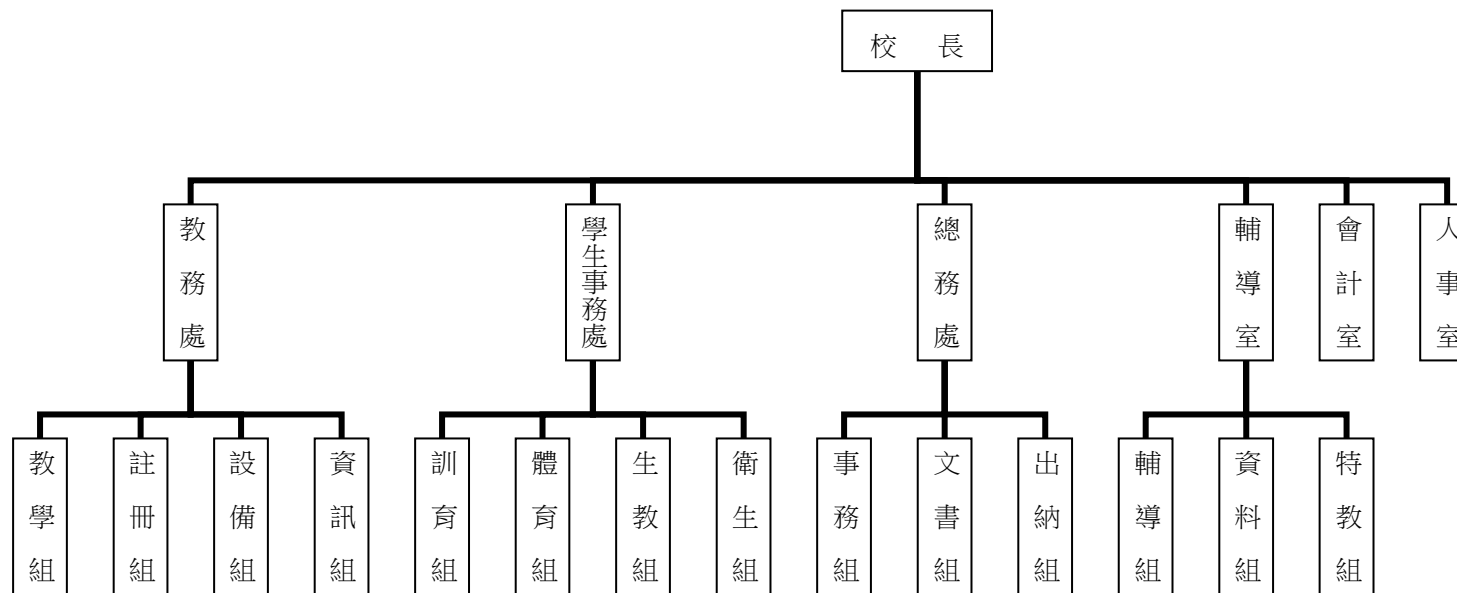 校長
教務處
學生事務處
總務處
輔導室
會計室
人事室
教學組
註冊組
設備組
資訊組
訓育組
體育組
生教組
衛生組
事務組
文書組
出納組
輔導組
資料組
特教組